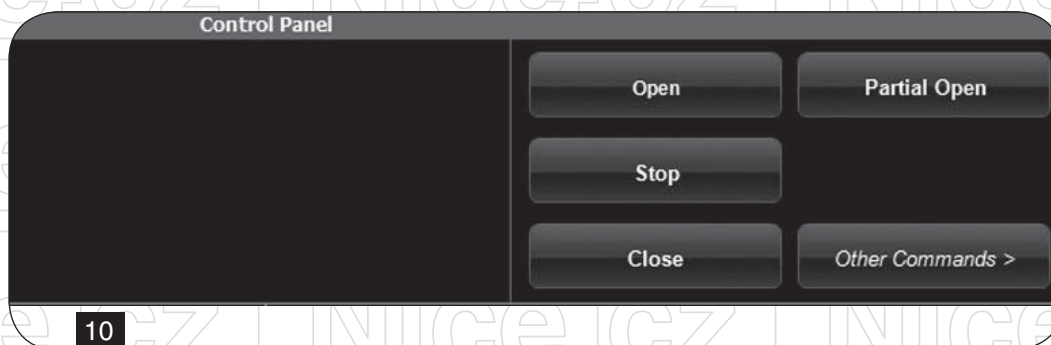 Control Panel
Open
Partial Open
Stop
Close
Other Commands >
10